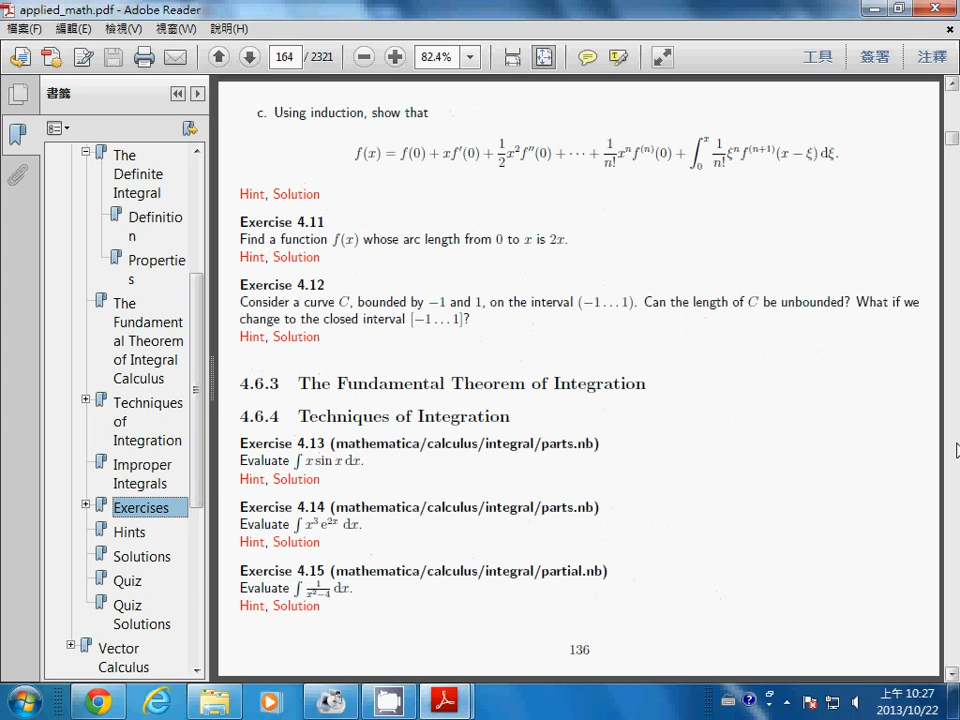 applied_math.pdf - Adobe Reader
檔案(F) 編輯(E) 檢視(V) 視窗(W) 說明(H)
164 / 2321 82.4% 工具 簽署 注釋
書籤
The
Definite
Integral
Definitio
n
Propertie
s
The
Fundament
al Theorem
of Integral
Calculus
Techniques
of
Integration
Improper
Integrals
Exercises
Hints
Solutions
Quiz
Quiz
Solutions
Vector
Calculus
c. Using induction, show that
f(x) = f(0) + xf′(0) + 1/2 x²f″(0) + ⋯ + 1/n! xⁿf⁽ⁿ⁾(0) + ∫₀ˣ 1/n! ξⁿf⁽ⁿ⁺¹⁾(x − ξ) dξ.
Hint, Solution
Exercise 4.11
Find a function f(x) whose arc length from 0 to x is 2x.
Hint, Solution
Exercise 4.12
Consider a curve C, bounded by −1 and 1, on the interval (−1 . . . 1). Can the length of C be unbounded? What if we
change to the closed interval [−1 . . . 1]?
Hint, Solution
4.6.3 The Fundamental Theorem of Integration
4.6.4 Techniques of Integration
Exercise 4.13 (mathematica/calculus/integral/parts.nb)
Evaluate ∫ x sin x dx.
Hint, Solution
Exercise 4.14 (mathematica/calculus/integral/parts.nb)
Evaluate ∫ x³ e²ˣ dx.
Hint, Solution
Exercise 4.15 (mathematica/calculus/integral/partial.nb)
Evaluate ∫ 1/(x²−4) dx.
Hint, Solution
136
上午 10:27
2013/10/22